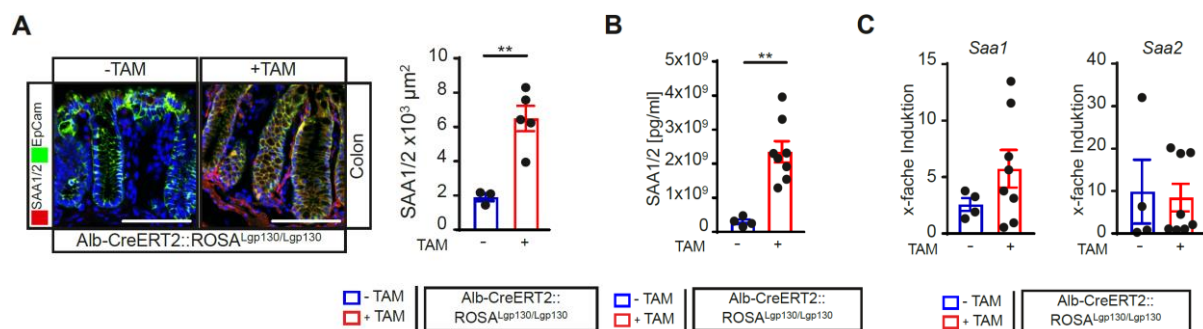 A
-TAM
+TAM
SAA1/2 EpCam
Colon
Alb-CreERT2::ROSA^Lgp130/Lgp130
SAA1/2 x10³ µm²
10
8
6
4
2
0
**
TAM - +
- TAM
+ TAM
Alb-CreERT2::
ROSA^Lgp130/Lgp130
B
SAA1/2 [pg/ml]
5x10⁹
4x10⁹
3x10⁹
2x10⁹
1x10⁹
0
**
TAM - +
- TAM
+ TAM
Alb-CreERT2::
ROSA^Lgp130/Lgp130
C
Saa1
x-fache Induktion
15
10
5
0
TAM - +
Saa2
x-fache Induktion
40
30
20
10
0
TAM - +
- TAM
+ TAM
Alb-CreERT2::
ROSA^Lgp130/Lgp130